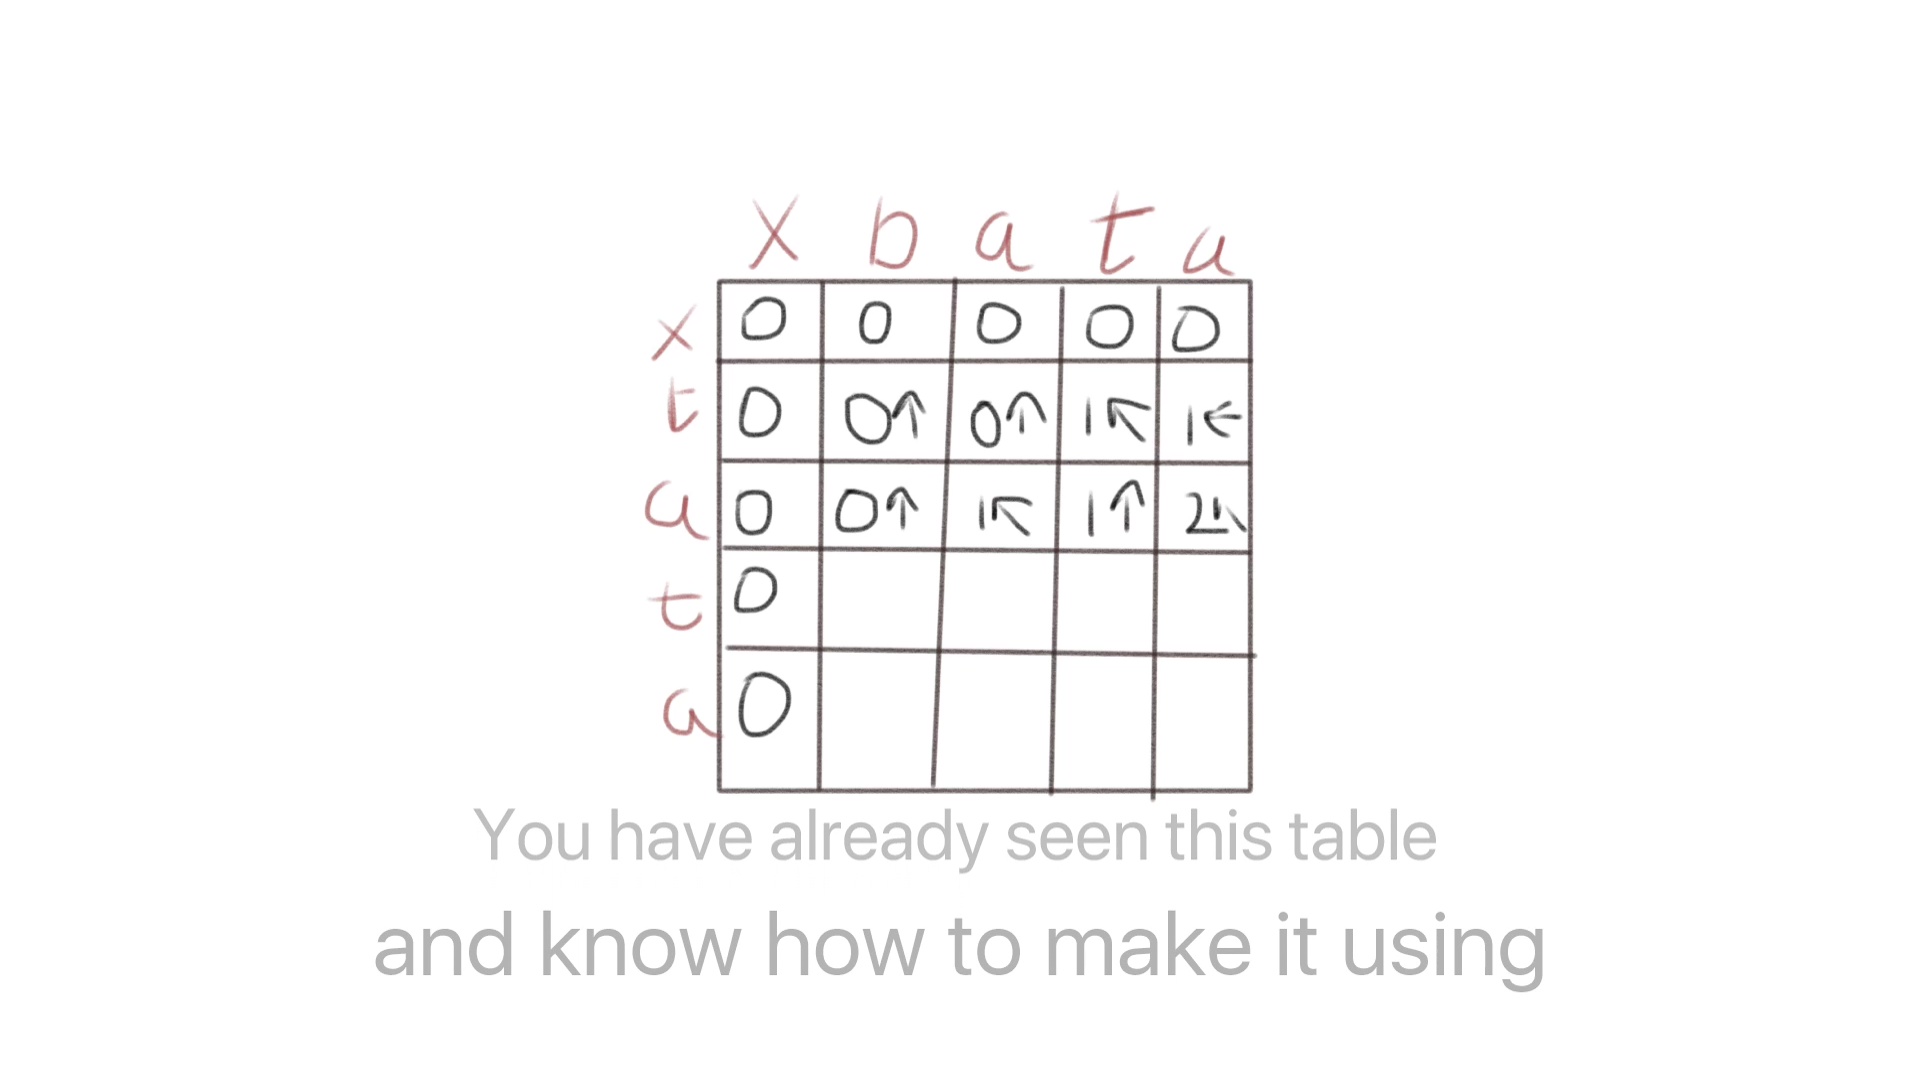 x b a t a
x 0 0 0 0 0
t 0 0↑ 0↑ 1↖ 1←
a 0 0↑ 1↖ 1↑ 2↖
t 0
a 0
You have already seen this table
and know how to make it using